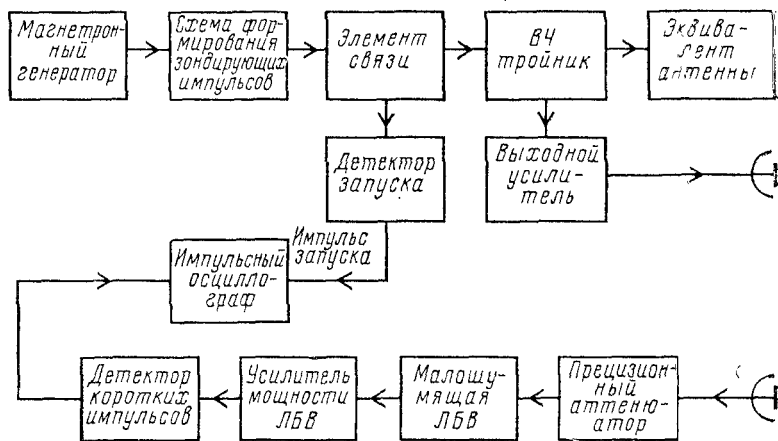 Магнетрон-
ный
генератор
Схема фор-
мирования
зондирующих
импульсов
Элемент
связи
ВЧ
тройник
Эквива-
лент
антенны
Детектор
запуска
Выходной
усили-
тель
Импульс
запуска
Импульсный
осцилло-
граф
Детектор
коротких
импульсов
Усилитель
мощности
ЛБВ
Малошу-
мящая
ЛБВ
Прецизион-
ный
аттеню-
атор